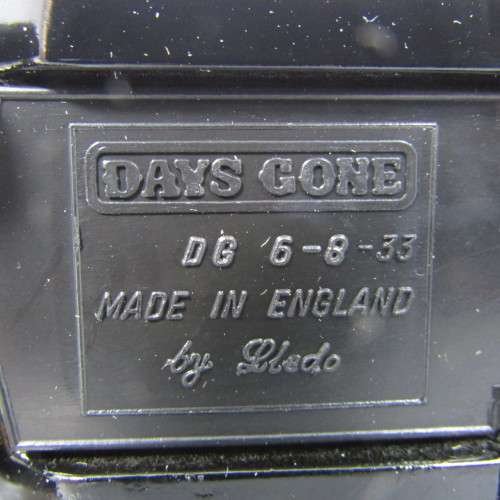 DAYS GONE
DG 6-8-33
MADE IN ENGLAND
by Lledo